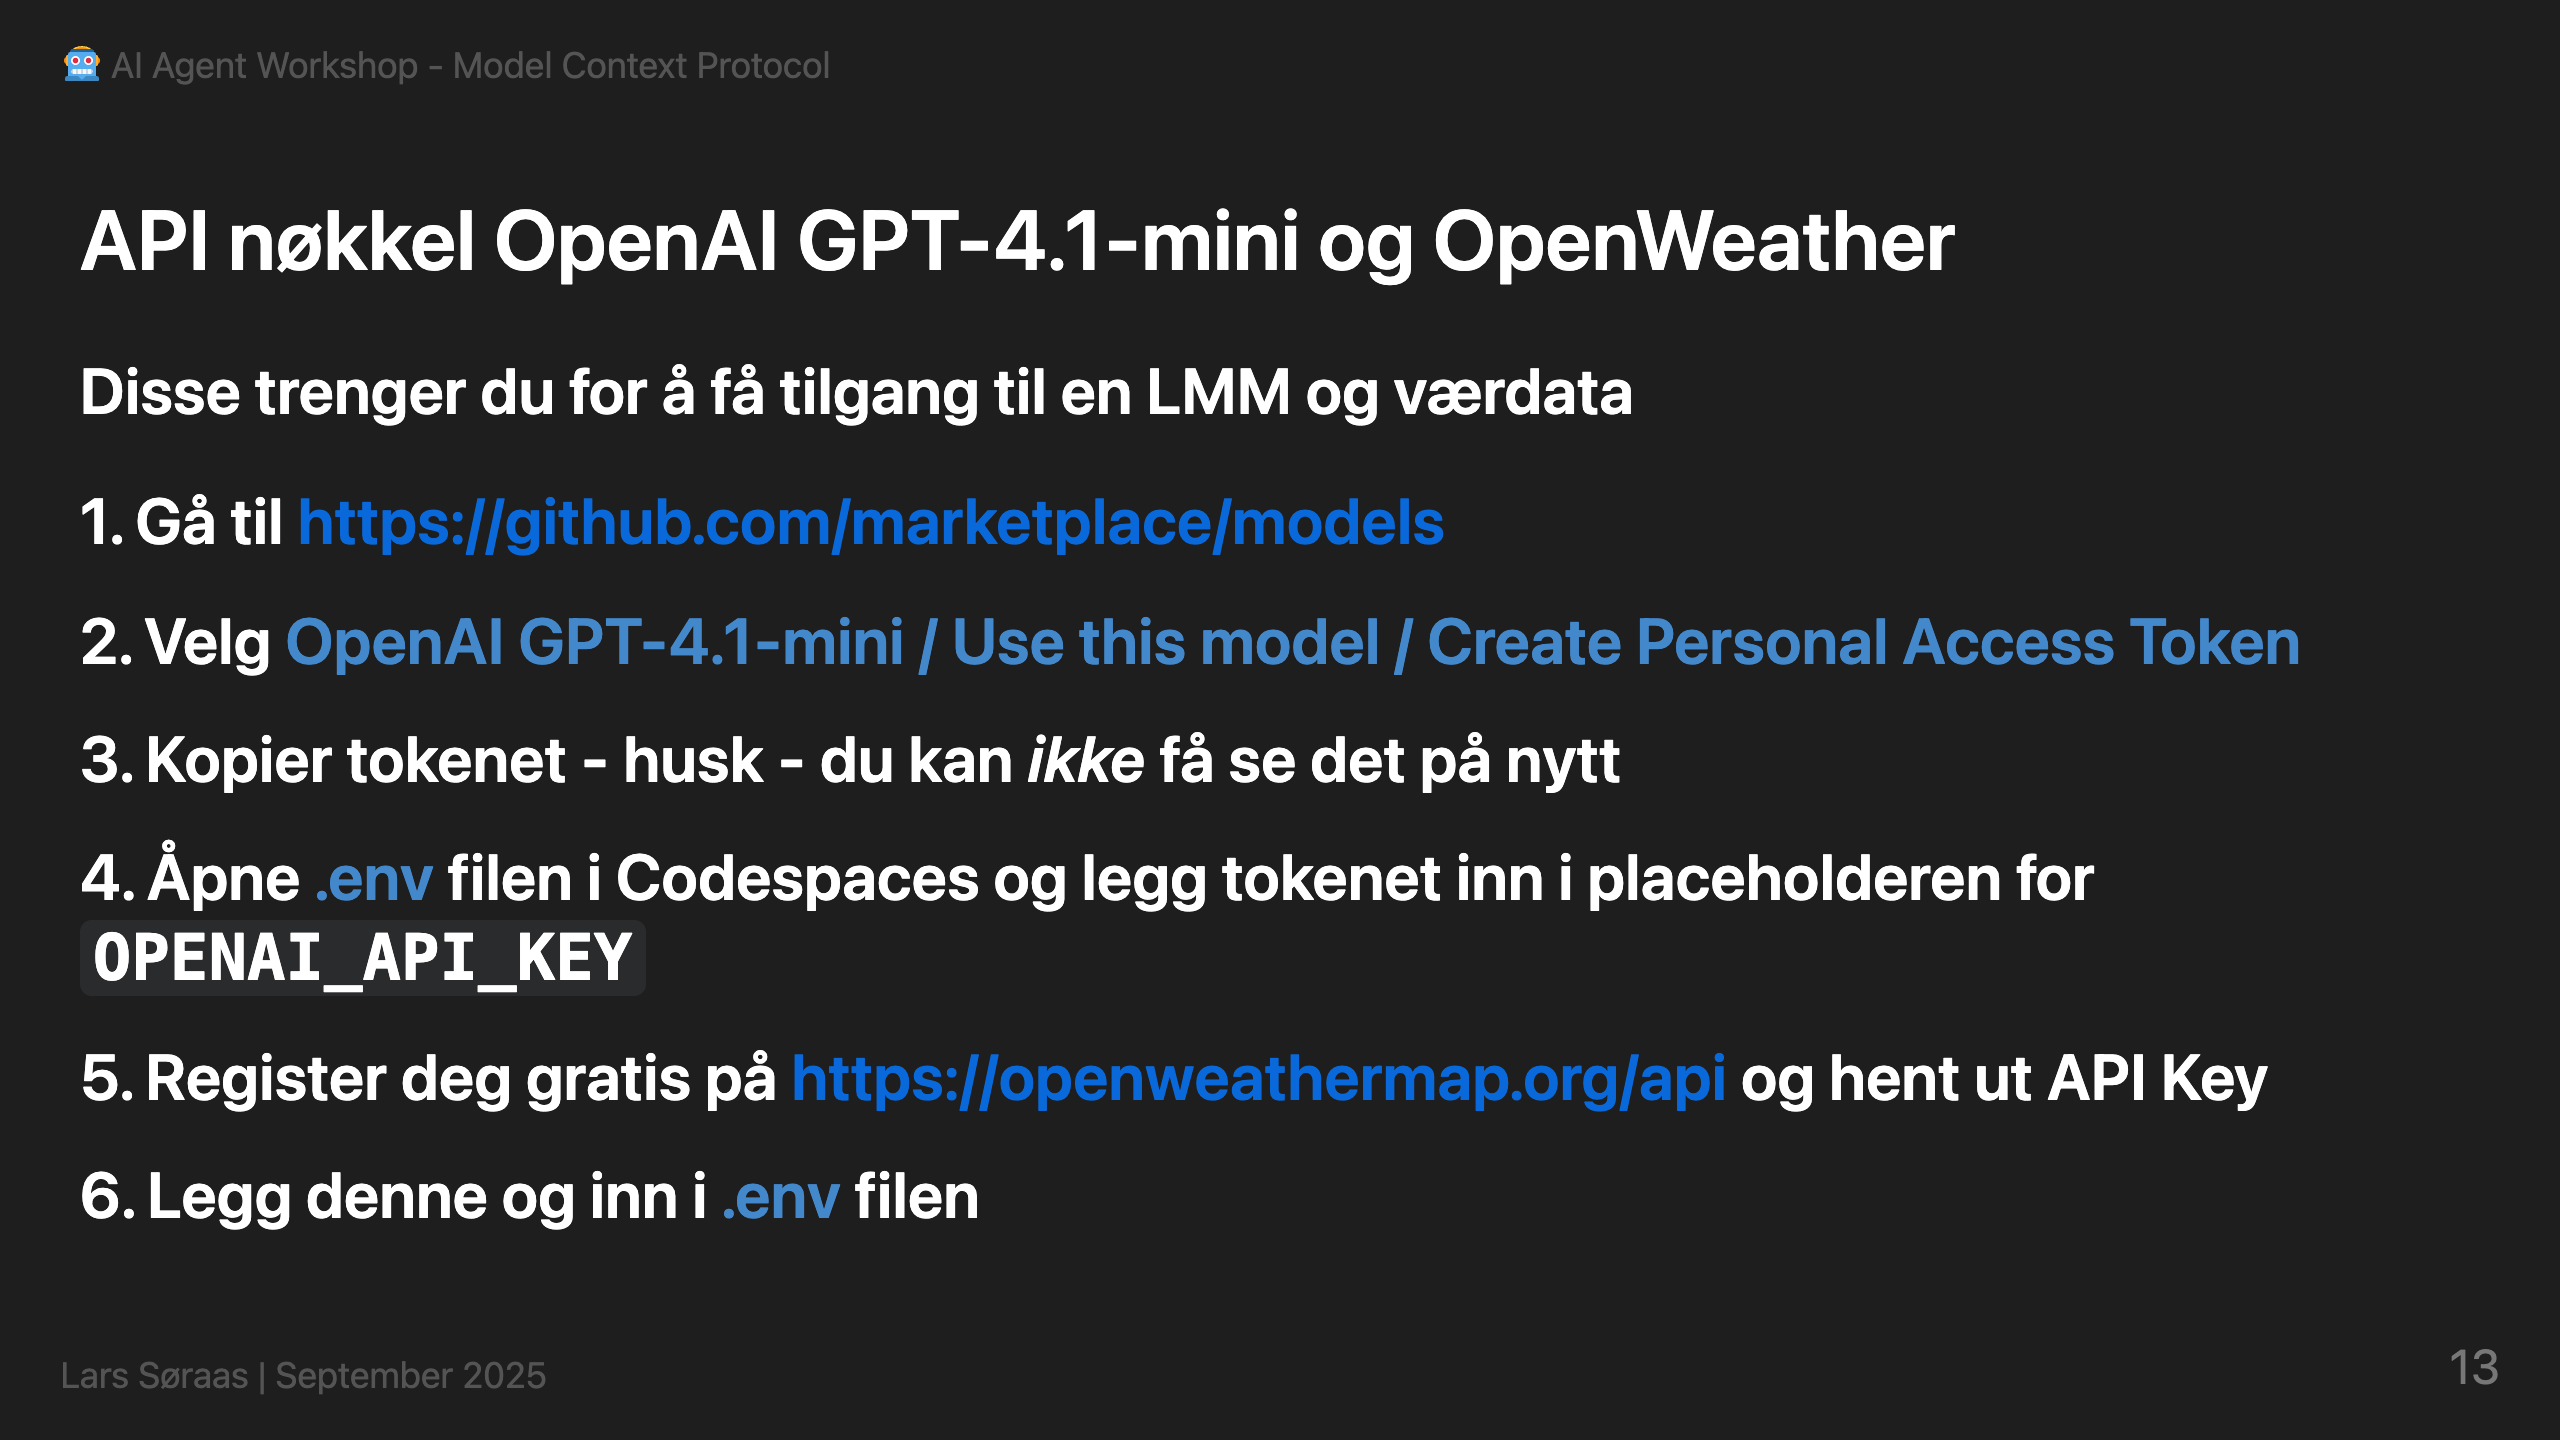 🤖 AI Agent Workshop - Model Context Protocol
API nøkkel OpenAI GPT-4.1-mini og OpenWeather
Disse trenger du for å få tilgang til en LMM og værdata
1. Gå til https://github.com/marketplace/models
2. Velg OpenAI GPT-4.1-mini / Use this model / Create Personal Access Token
3. Kopier tokenet - husk - du kan ikke få se det på nytt
4. Åpne .env filen i Codespaces og legg tokenet inn i placeholderen for
OPENAI_API_KEY
5. Register deg gratis på https://openweathermap.org/api og hent ut API Key
6. Legg denne og inn i .env filen
Lars Søraas | September 2025
13